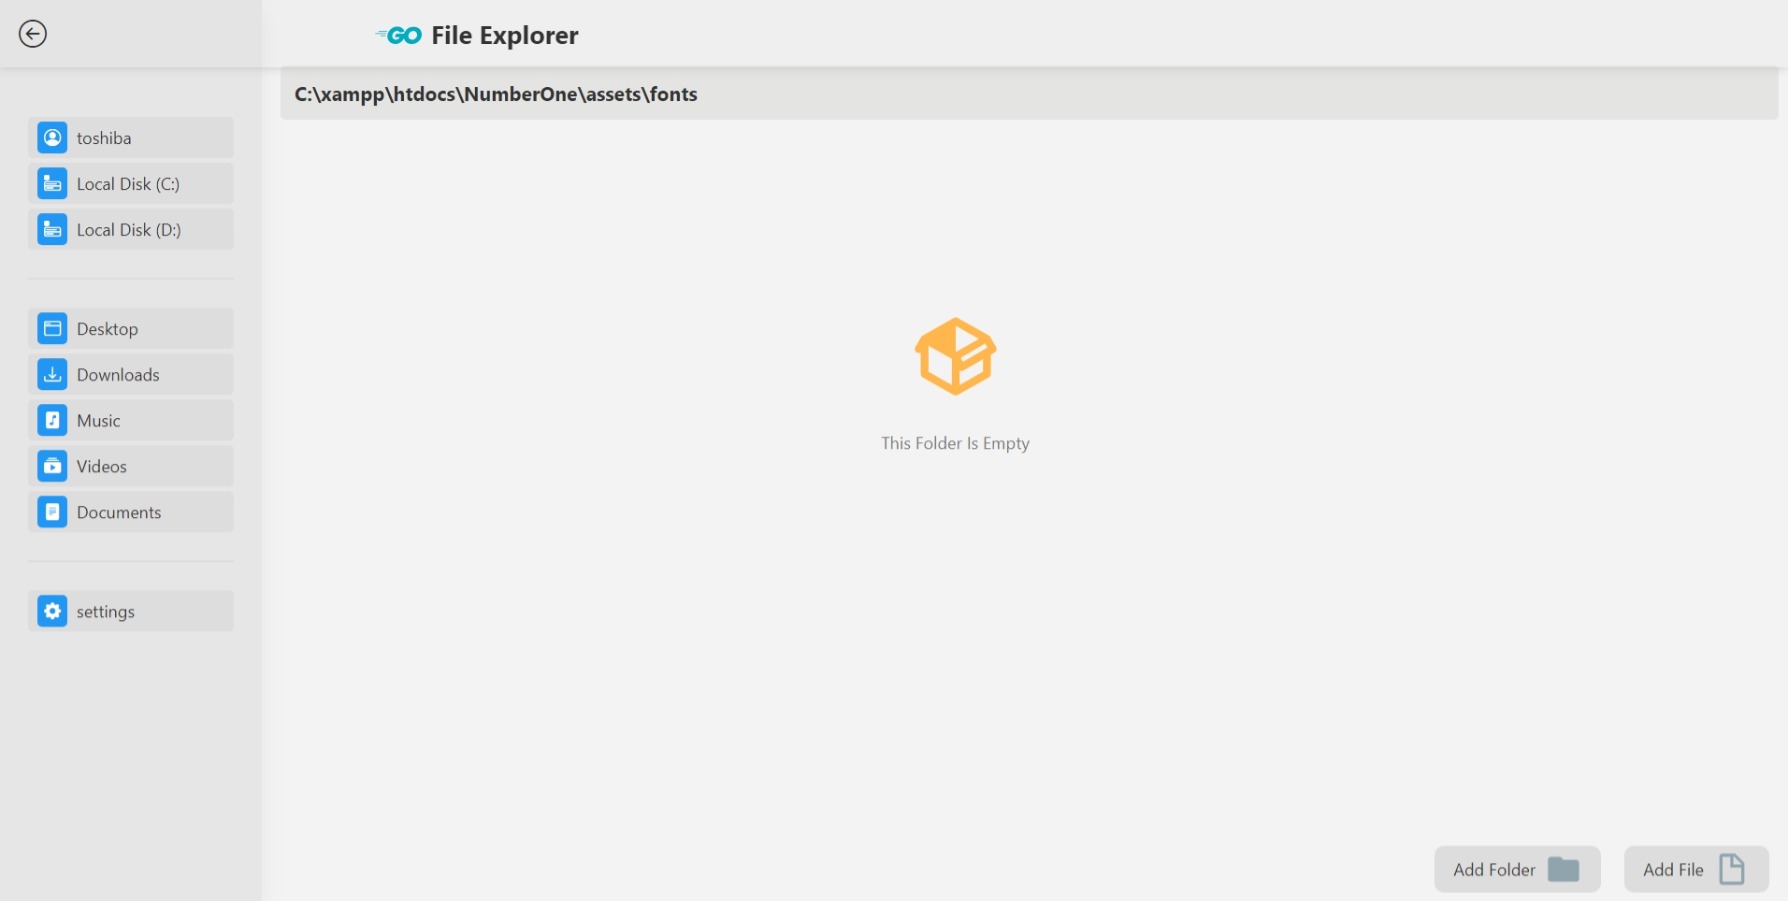 GO File Explorer
C:\xampp\htdocs\NumberOne\assets\fonts
toshiba
Local Disk (C:)
Local Disk (D:)
Desktop
Downloads
Music
Videos
Documents
settings
This Folder Is Empty
Add Folder
Add File